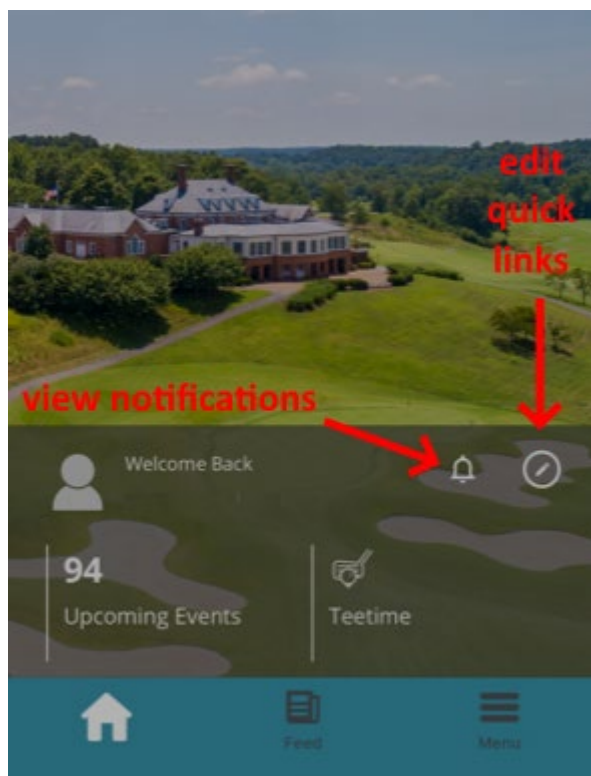 edit
quick
links
view notifications
Welcome Back
94
Upcoming Events
Teetime
Feed
Menu